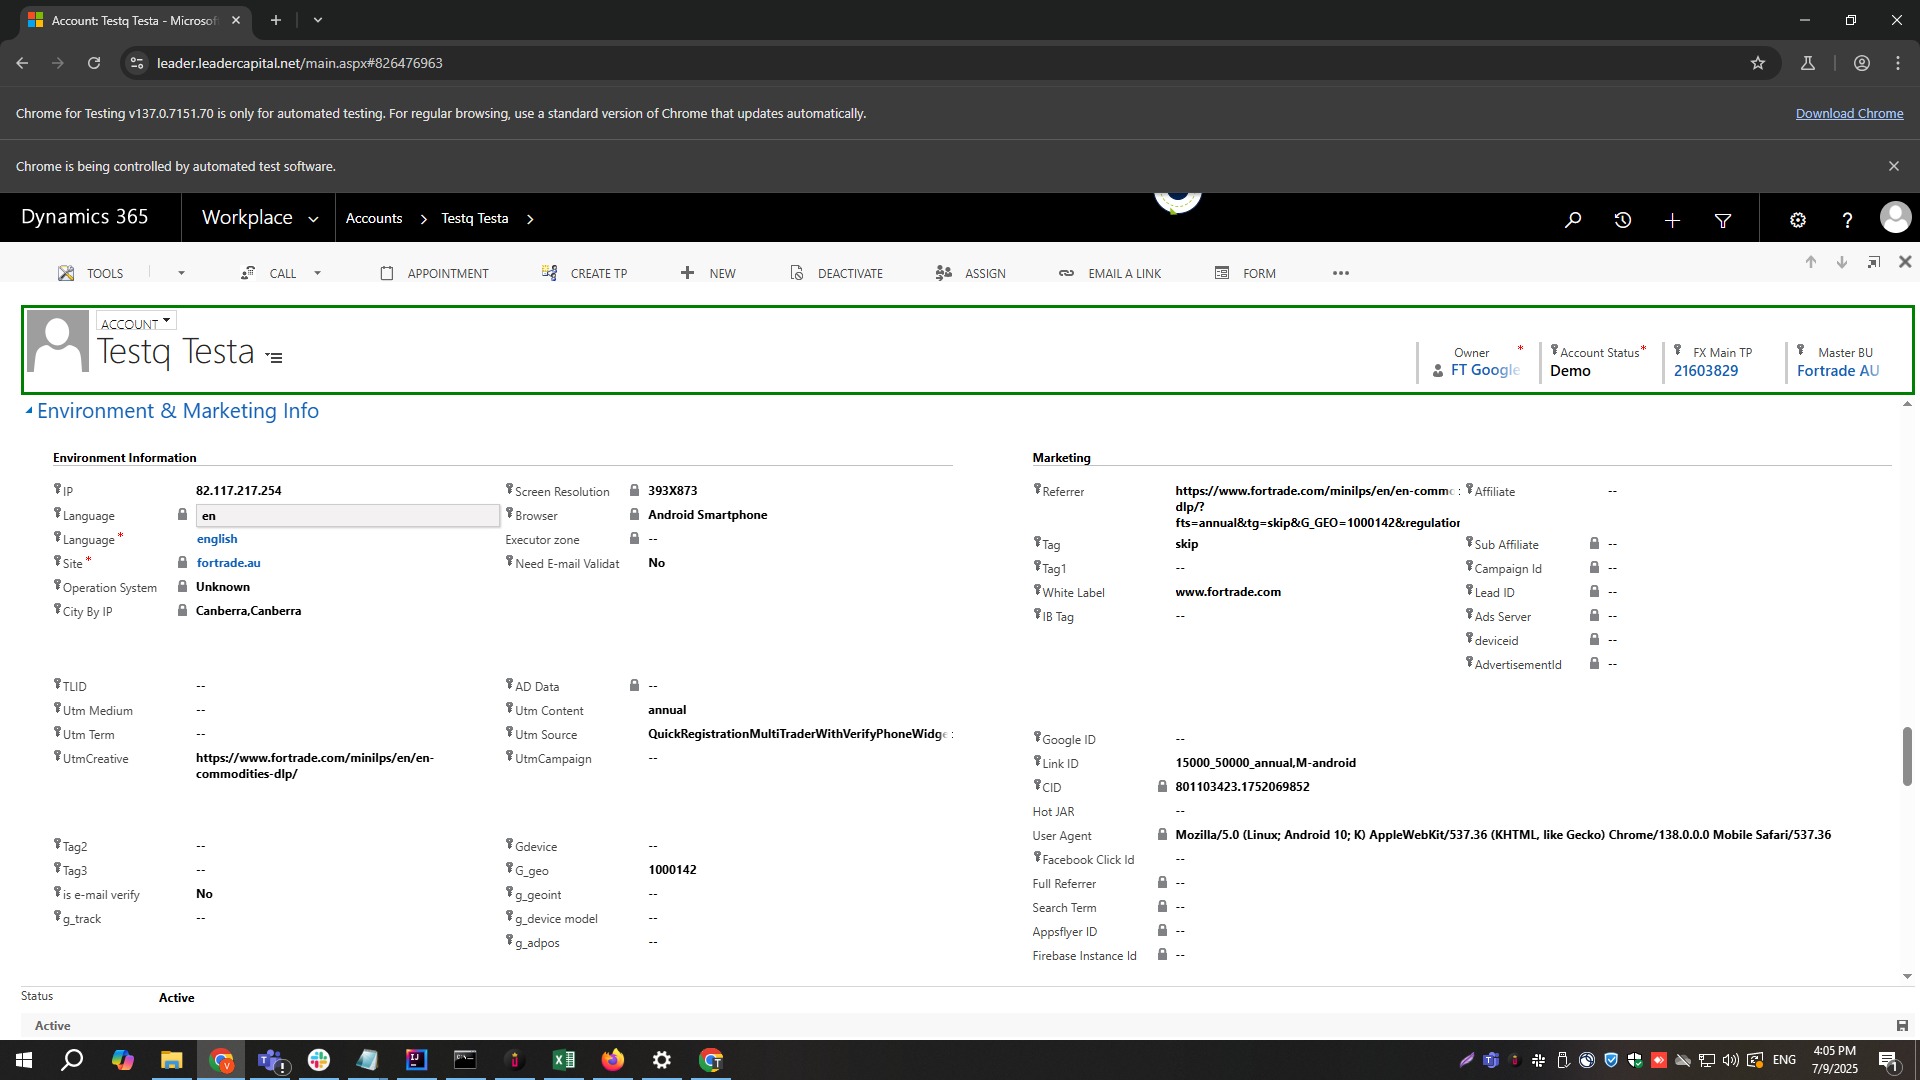 Account: Testq Testa - Microsof
leader.leadercapital.net/main.aspx#826476963
Chrome for Testing v137.0.7151.70 is only for automated testing. For regular browsing, use a standard version of Chrome that updates automatically.
Download Chrome
Chrome is being controlled by automated test software.
Dynamics 365
Workplace
Accounts
Testq Testa
TOOLS
CALL
APPOINTMENT
CREATE TP
NEW
DEACTIVATE
ASSIGN
EMAIL A LINK
FORM
ACCOUNT
Testq Testa
Owner *
FT Google
Account Status *
Demo
FX Main TP
21603829
Master BU
Fortrade AU
Environment & Marketing Info
Environment Information
IP 82.117.217.254
Language en
Language * english
Site * fortrade.au
Operation System Unknown
City By IP Canberra,Canberra
Screen Resolution 393X873
Browser Android Smartphone
Executor zone --
Need E-mail Validat No
TLID --
Utm Medium --
Utm Term --
UtmCreative https://www.fortrade.com/minilps/en/en-
commodities-dlp/
AD Data --
Utm Content annual
Utm Source QuickRegistrationMultiTraderWithVerifyPhoneWidge
UtmCampaign --
Tag2 --
Tag3 --
is e-mail verify No
g_track --
Gdevice --
G_geo 1000142
g_geoint --
g_device model --
g_adpos --
Marketing
Referrer https://www.fortrade.com/minilps/en/en-comm
dlp/?
fts=annual&tg=skip&G_GEO=1000142&regulation
Tag skip
Tag1 --
White Label www.fortrade.com
IB Tag --
Affiliate --
Sub Affiliate --
Campaign Id --
Lead ID --
Ads Server --
deviceid --
AdvertisementId --
Google ID --
Link ID 15000_50000_annual,M-android
CID 801103423.1752069852
Hot JAR --
User Agent Mozilla/5.0 (Linux; Android 10; K) AppleWebKit/537.36 (KHTML, like Gecko) Chrome/138.0.0.0 Mobile Safari/537.36
Facebook Click Id --
Full Referrer --
Search Term --
Appsflyer ID --
Firebase Instance Id --
Status Active
Active
ENG
4:05 PM
7/9/2025
1